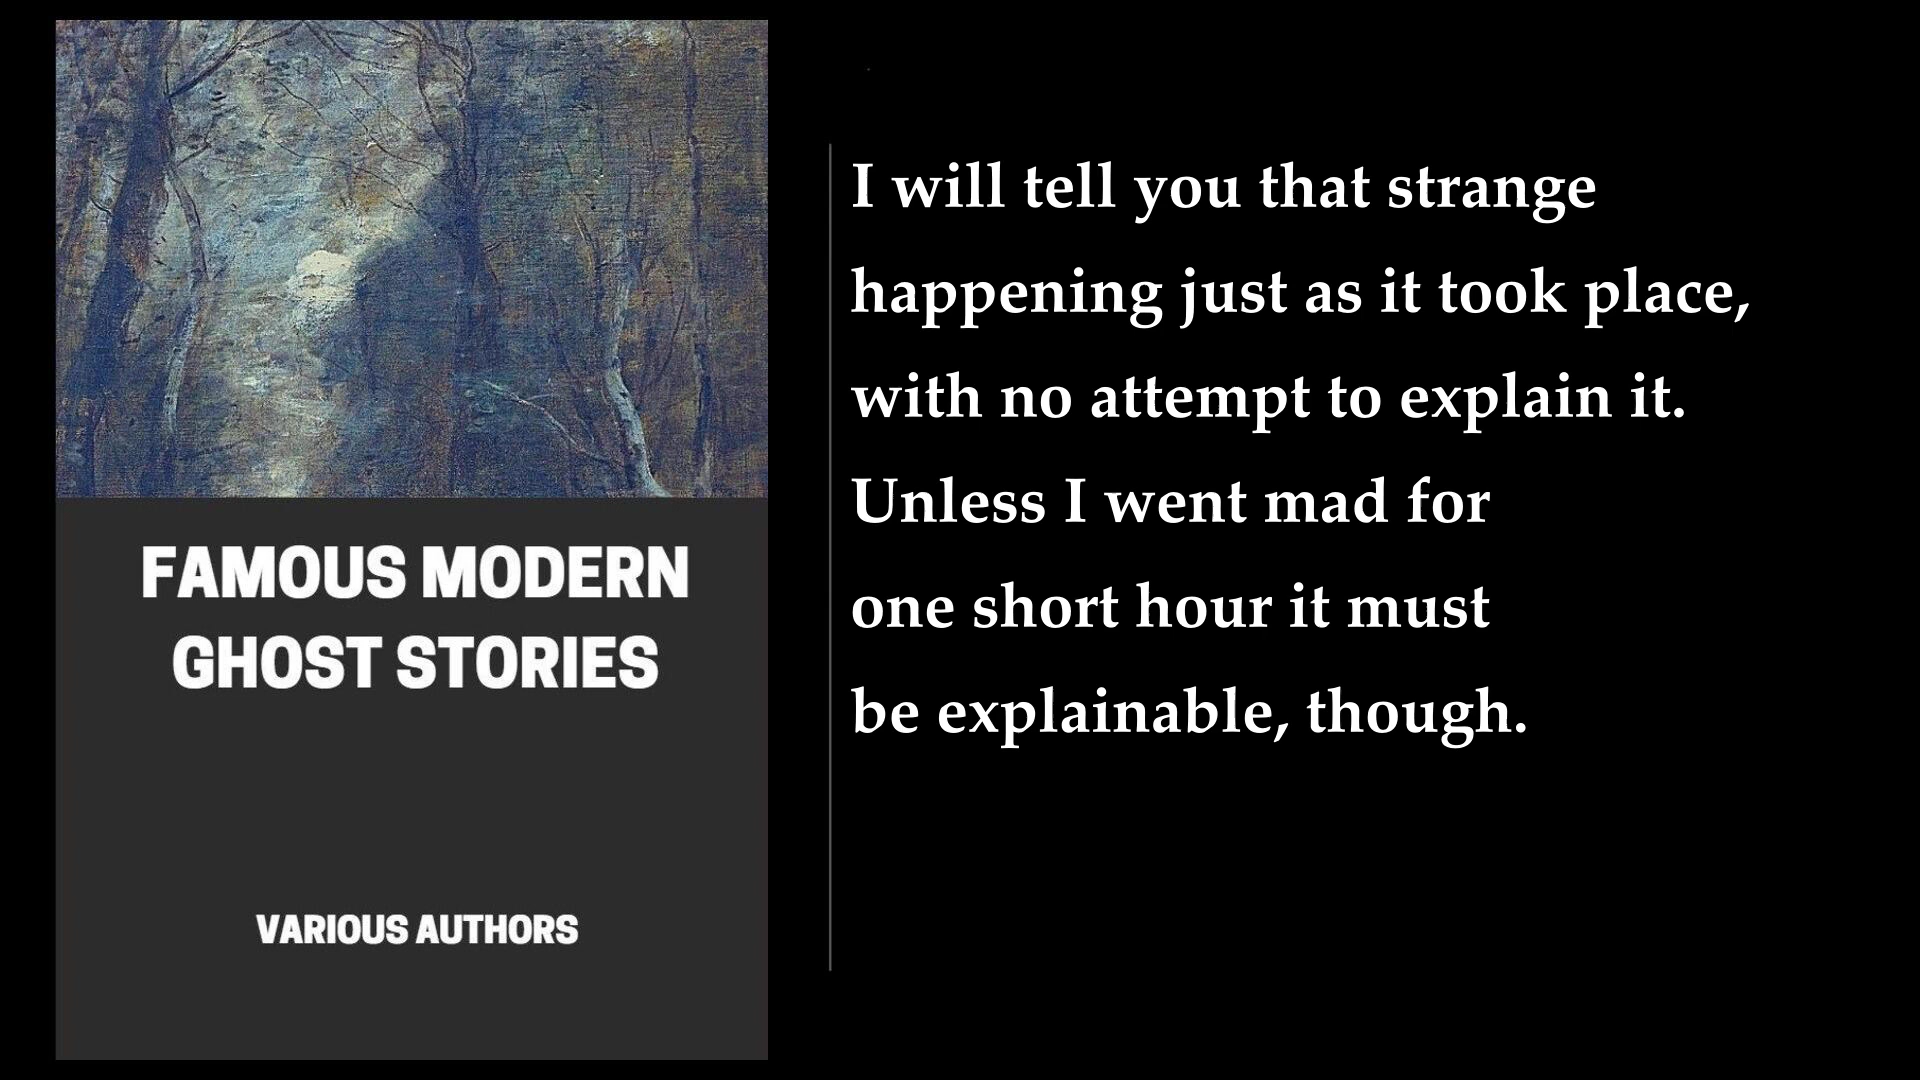 FAMOUS MODERN
GHOST STORIES
VARIOUS AUTHORS
I will tell you that strange
happening just as it took place,
with no attempt to explain it.
Unless I went mad for
one short hour it must
be explainable, though.